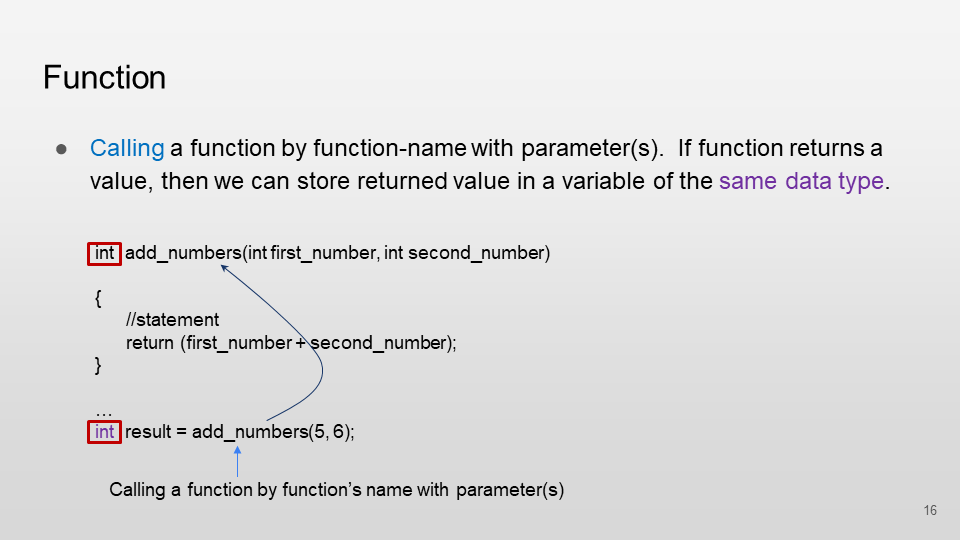 Function
● Calling a function by function-name with parameter(s).  If function returns a
value, then we can store returned value in a variable of the same data type.
int add_numbers(int first_number, int second_number)
{
//statement
return (first_number + second_number);
}
…
int result = add_numbers(5, 6);
Calling a function by function’s name with parameter(s)
16